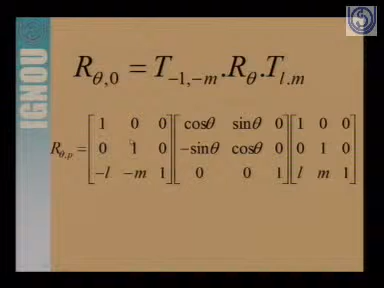 IGNOU
R_{θ,0} = T_{-1,-m}.R_θ.T_{l.m}
R_{θ,p} = [1 0 0; 0 1 0; -l -m 1][cosθ sinθ 0; -sinθ cosθ 0; 0 0 1][1 0 0; 0 1 0; l m 1]